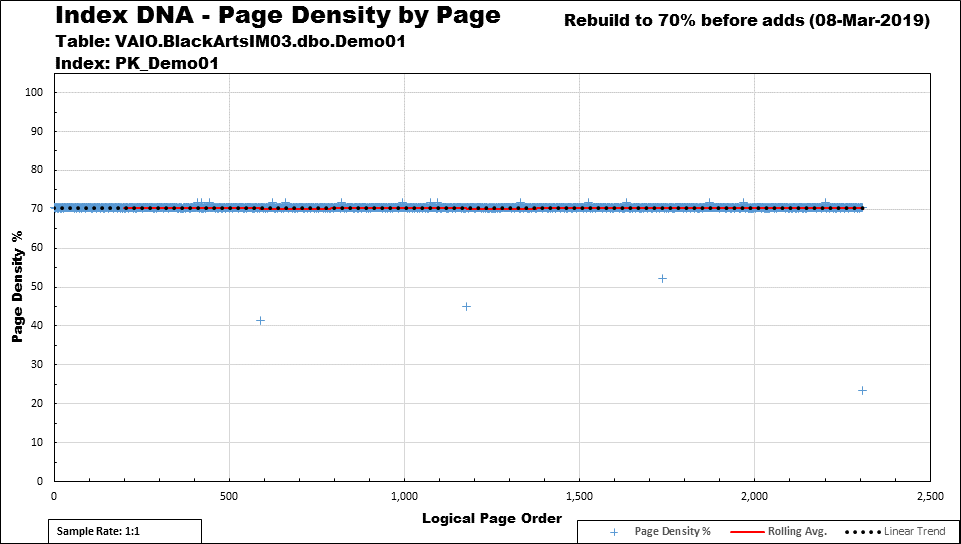 Index DNA - Page Density by Page
Rebuild to 70% before adds (08-Mar-2019)
Table: VAIO.BlackArtsIM03.dbo.Demo01
Index: PK_Demo01
100
90
80
70
60
50
40
30
20
10
0
Page Density %
0 500 1,000 1,500 2,000 2,500
Logical Page Order
Sample Rate: 1:1
Page Density % Rolling Avg. Linear Trend